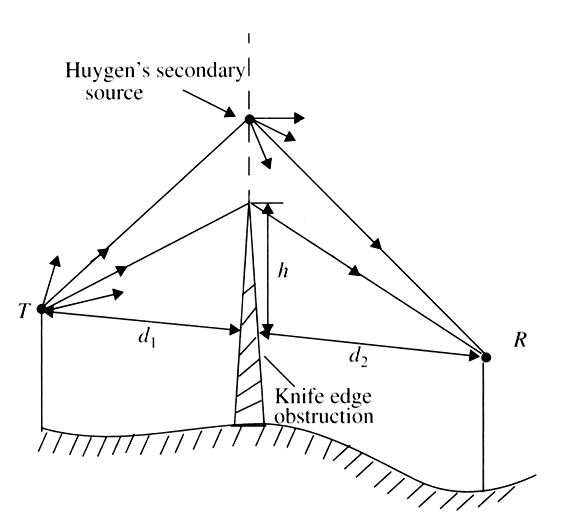 Huygen's secondary
source
h
T
R
d1
d2
Knife edge
obstruction